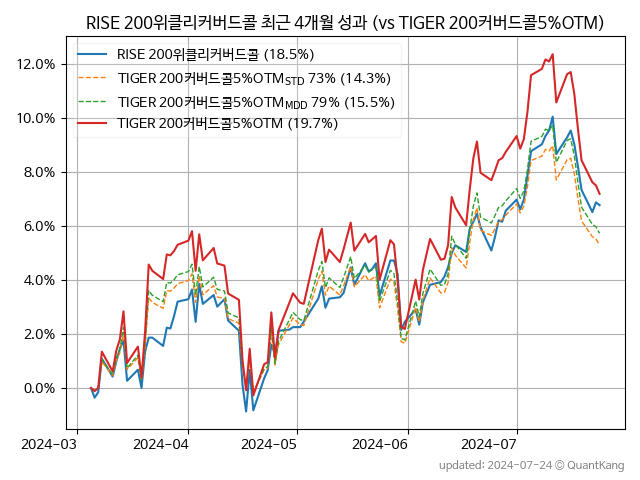 RISE 200위클리커버드콜 최근 4개월 성과 (vs TIGER 200커버드콜5%OTM)
RISE 200위클리커버드콜 (18.5%)
TIGER 200커버드콜5%OTM_STD 73% (14.3%)
TIGER 200커버드콜5%OTM_MDD 79% (15.5%)
TIGER 200커버드콜5%OTM (19.7%)
12.0%
10.0%
8.0%
6.0%
4.0%
2.0%
0.0%
2024-03 2024-04 2024-05 2024-06 2024-07
updated: 2024-07-24 ⓒ QuantKang